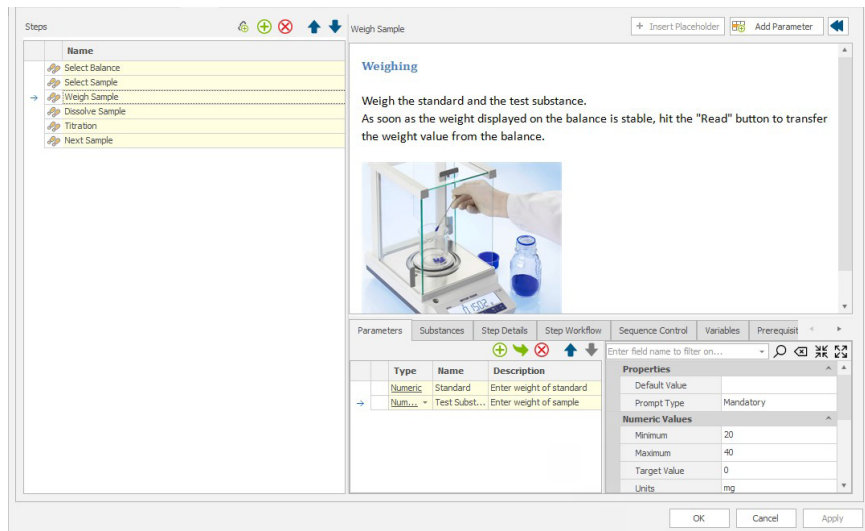 Steps
Name
Select Balance
Select Sample
Weigh Sample
Dissolve Sample
Titration
Next Sample
Weigh Sample
+ Insert Placeholder
Add Parameter
Weighing
Weigh the standard and the test substance.
As soon as the weight displayed on the balance is stable, hit the "Read" button to transfer
the weight value from the balance.
Parameters Substances Step Details Step Workflow Sequence Control Variables Prerequisit
Type Name Description
Numeric Standard Enter weight of standard
Num... Test Subst... Enter weight of sample
Enter field name to filter on...
Properties
Default Value
Prompt Type Mandatory
Numeric Values
Minimum 20
Maximum 40
Target Value 0
Units mg
OK Cancel Apply